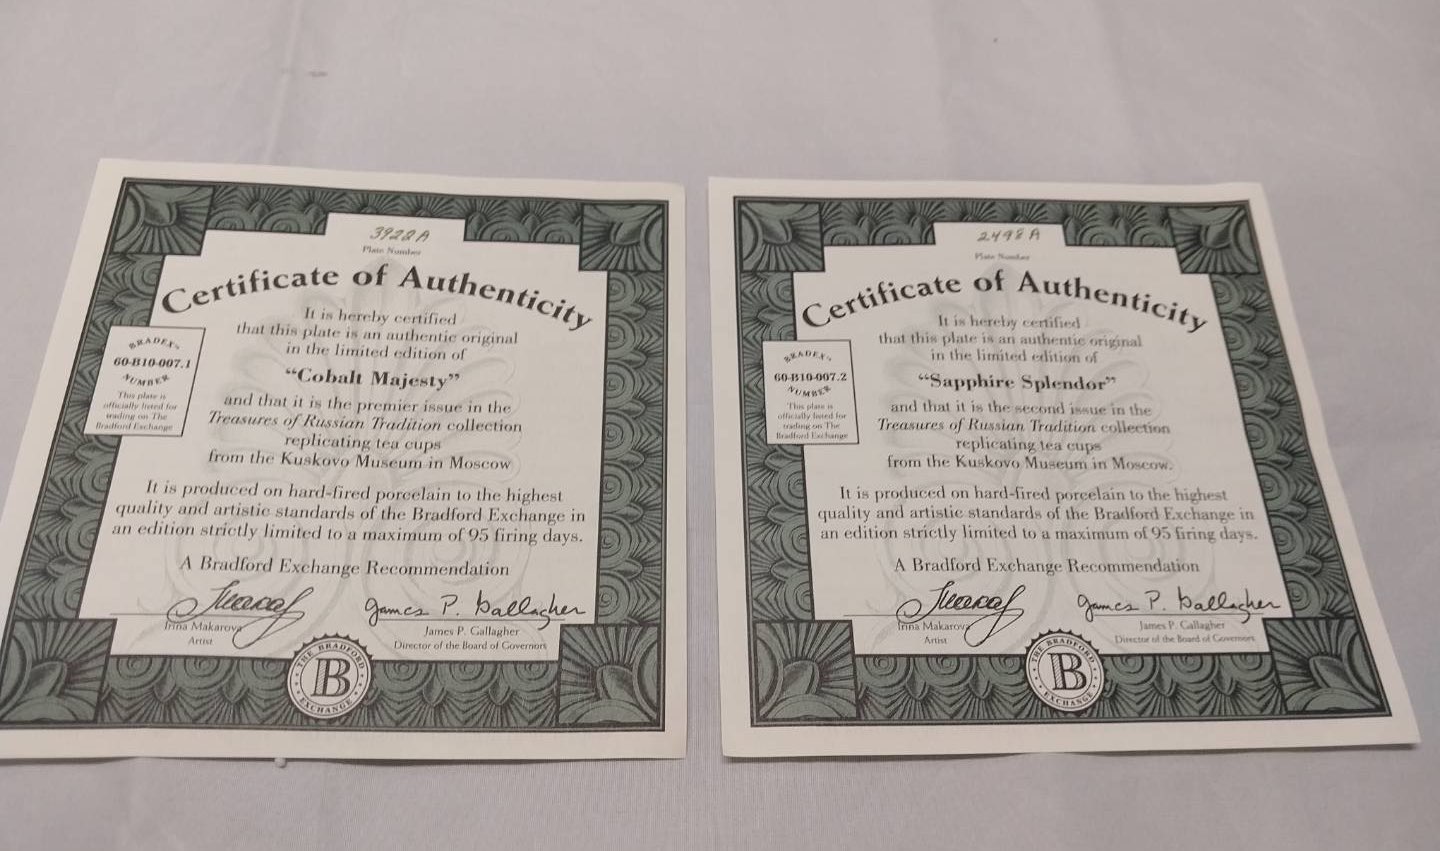 3922A
Plate Number
Certificate of Authenticity
It is hereby certified
that this plate is an authentic original
in the limited edition of
“Cobalt Majesty”
and that it is the premier issue in the
Treasures of Russian Tradition collection
replicating tea cups
from the Kuskovo Museum in Moscow
BRADEX
60-B10-007.1
NUMBER
This plate is
officially listed for
trading on The
Bradford Exchange
It is produced on hard-fired porcelain to the highest
quality and artistic standards of the Bradford Exchange in
an edition strictly limited to a maximum of 95 firing days.
A Bradford Exchange Recommendation
James P. Gallagher
Irina Makarova
Artist
James P. Gallagher
Director of the Board of Governors
THE BRADFORD
B
EXCHANGE
2498A
Plate Number
Certificate of Authenticity
It is hereby certified
that this plate is an authentic original
in the limited edition of
“Sapphire Splendor”
and that it is the second issue in the
Treasures of Russian Tradition collection
replicating tea cups
from the Kuskovo Museum in Moscow.
BRADEX
60-B10-007.2
NUMBER
This plate is
officially listed for
trading on The
Bradford Exchange
It is produced on hard-fired porcelain to the highest
quality and artistic standards of the Bradford Exchange in
an edition strictly limited to a maximum of 95 firing days.
A Bradford Exchange Recommendation
James P. Gallagher
Irina Makarova
Artist
James P. Gallagher
Director of the Board of Governors
THE BRADFORD
B
EXCHANGE